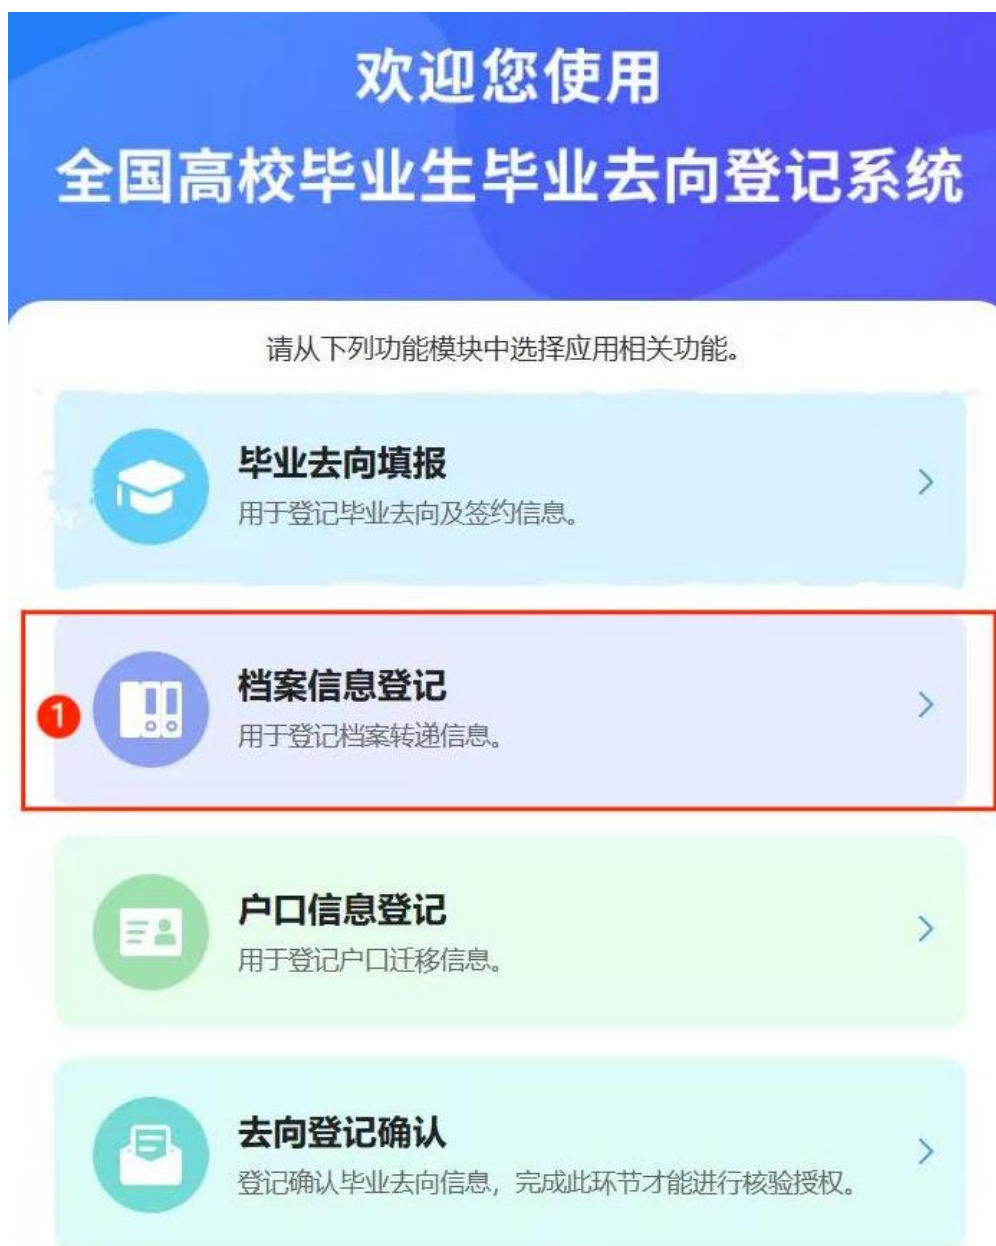 欢迎您使用
全国高校毕业生毕业去向登记系统
请从下列功能模块中选择应用相关功能。
毕业去向填报
用于登记毕业去向及签约信息。
1
档案信息登记
用于登记档案转递信息。
户口信息登记
用于登记户口迁移信息。
去向登记确认
登记确认毕业去向信息，完成此环节才能进行核验授权。